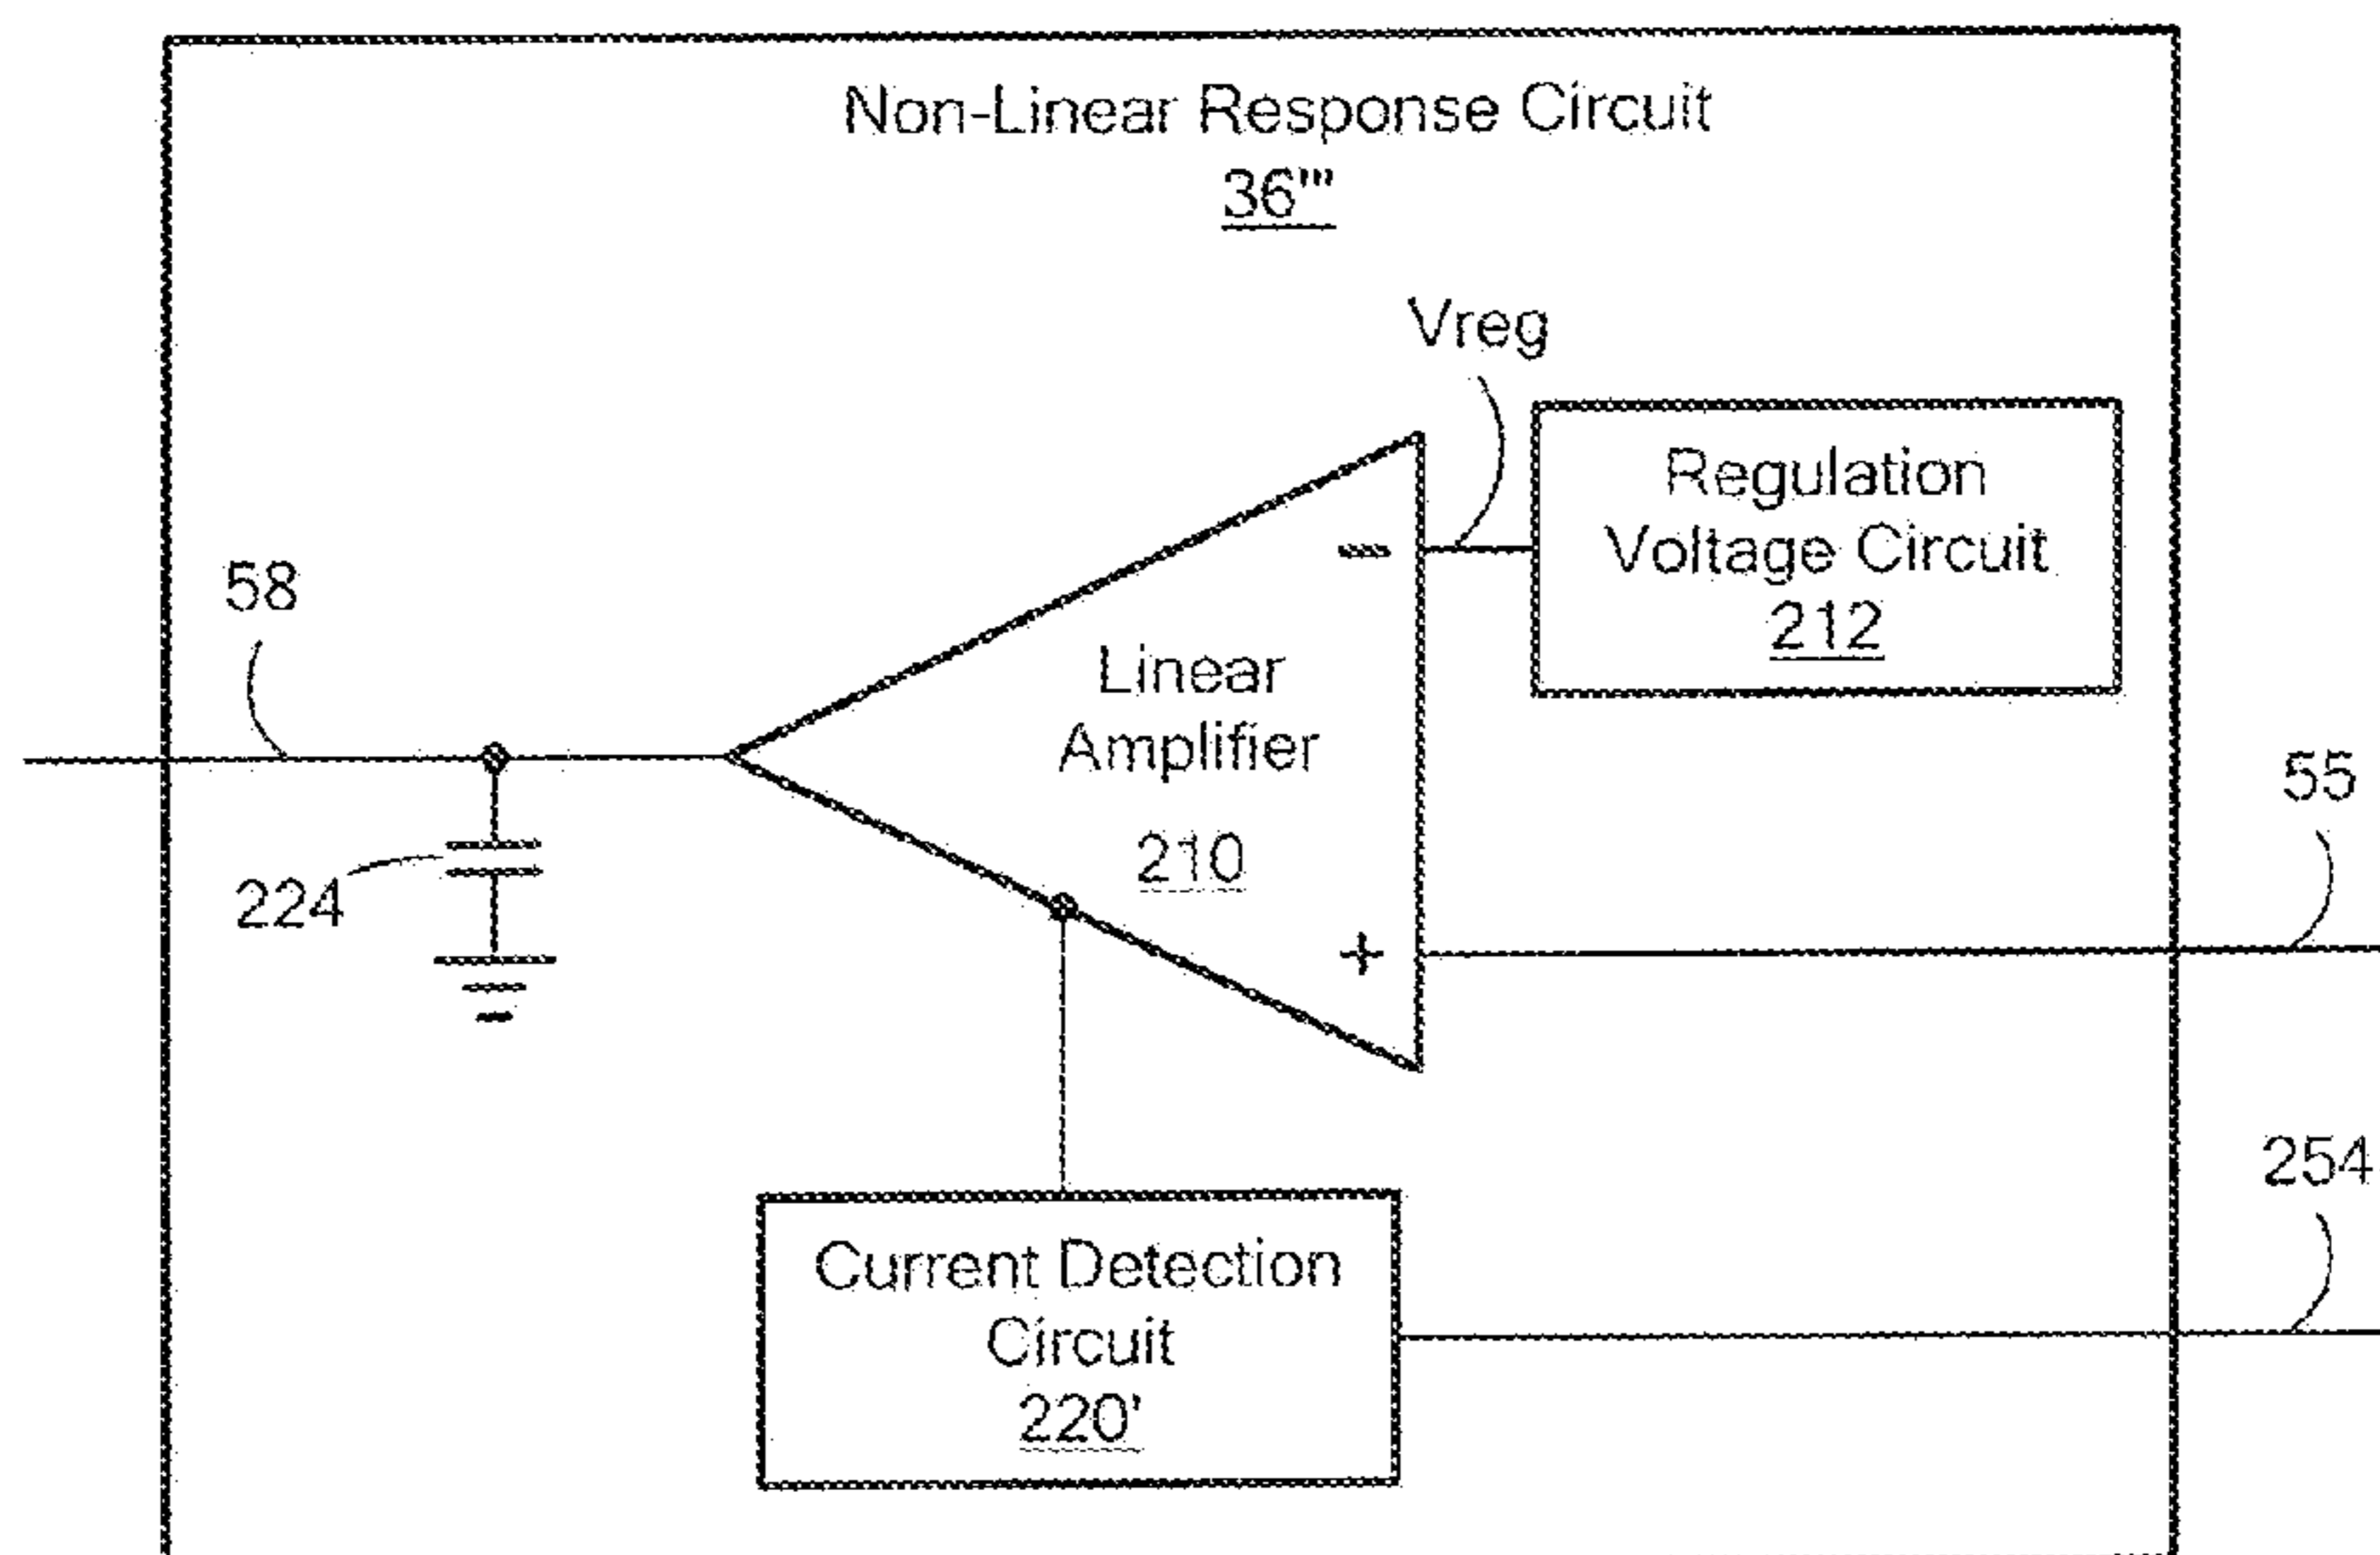 Non-Linear Response Circuit
36'''
Vreg
Regulation
Voltage Circuit
212
58
Linear
Amplifier
210
−
+
55
224
254
Current Detection
Circuit
220'